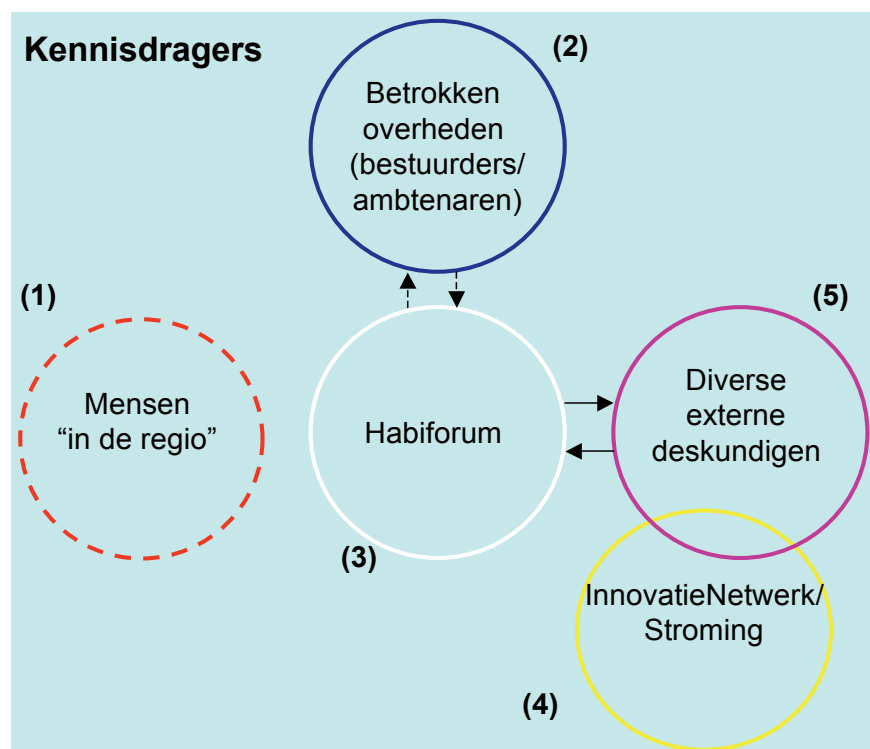 Kennisdragers
(2)
Betrokken
overheden
(bestuurders/
ambtenaren)
(1)
Mensen
“in de regio”
Habiforum
(3)
(5)
Diverse
externe
deskundigen
InnovatieNetwerk/
Stroming
(4)